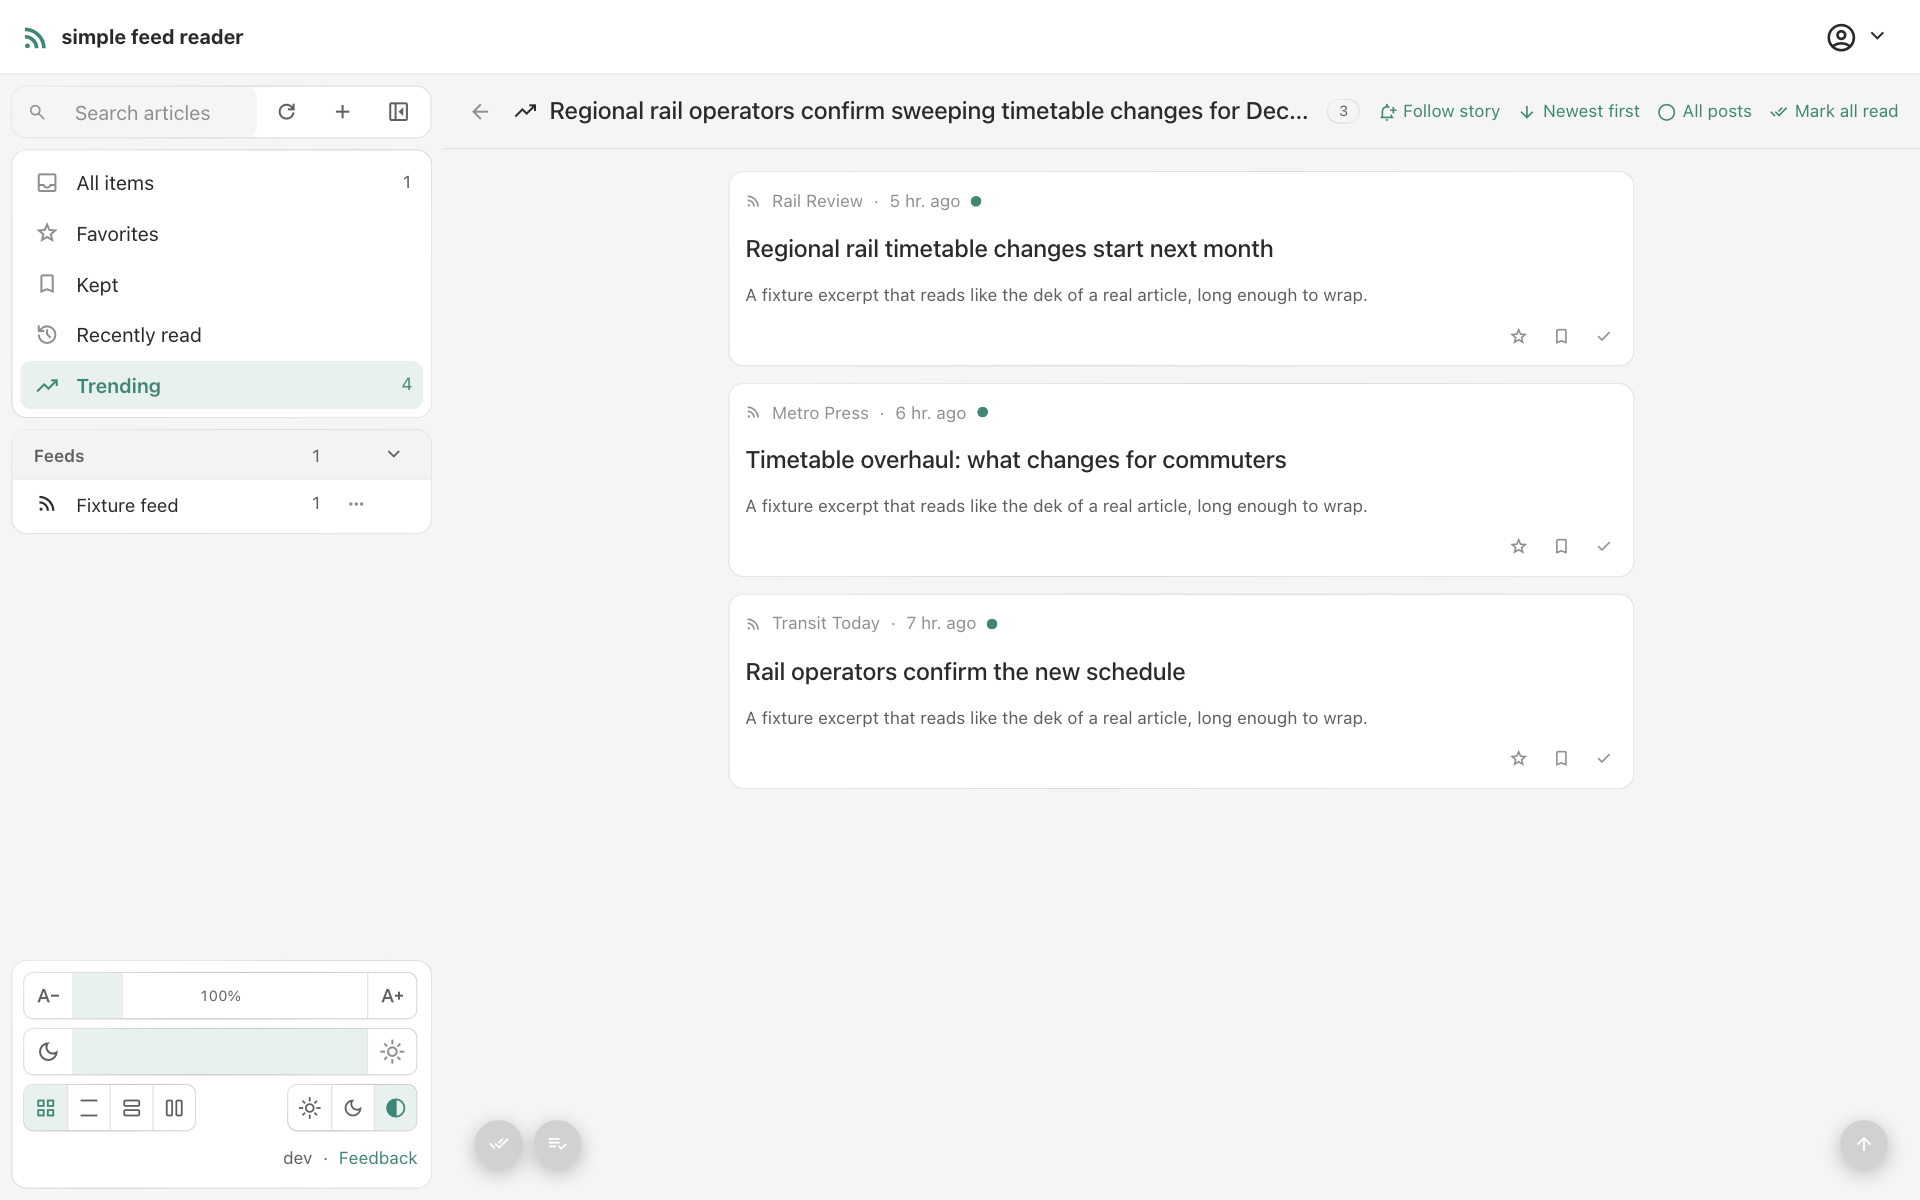 simple feed reader
Search articles
Regional rail operators confirm sweeping timetable changes for Dec... 3 Follow story Newest first All posts Mark all read
All items 1
Favorites
Kept
Recently read
Trending 4
Feeds 1
Fixture feed 1
Rail Review · 5 hr. ago
Regional rail timetable changes start next month
A fixture excerpt that reads like the dek of a real article, long enough to wrap.
Metro Press · 6 hr. ago
Timetable overhaul: what changes for commuters
A fixture excerpt that reads like the dek of a real article, long enough to wrap.
Transit Today · 7 hr. ago
Rail operators confirm the new schedule
A fixture excerpt that reads like the dek of a real article, long enough to wrap.
A− 100% A+
dev · Feedback